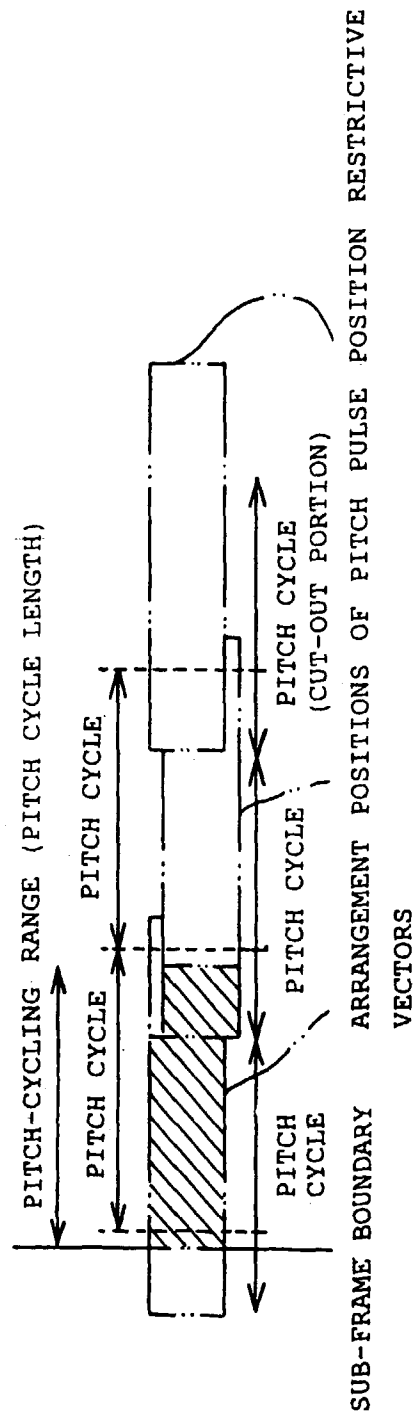 PITCH-CYCLING RANGE (PITCH CYCLE LENGTH)
PITCH CYCLE
PITCH CYCLE
PITCH
CYCLE
PITCH CYCLE
PITCH CYCLE
(CUT-OUT PORTION)
SUB-FRAME BOUNDARY
ARRANGEMENT POSITIONS OF PITCH PULSE POSITION RESTRICTIVE
VECTORS